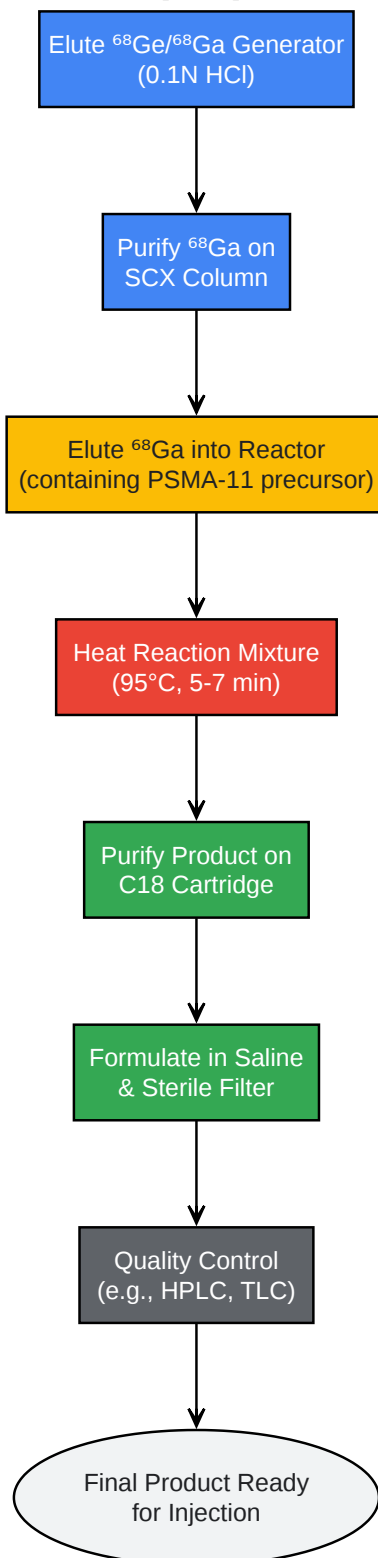 Elute ⁶⁸Ge/⁶⁸Ga Generator
(0.1N HCl)
Purify ⁶⁸Ga on
SCX Column
Elute ⁶⁸Ga into Reactor
(containing PSMA-11 precursor)
Heat Reaction Mixture
(95°C, 5-7 min)
Purify Product on
C18 Cartridge
Formulate in Saline
& Sterile Filter
Quality Control
(e.g., HPLC, TLC)
Final Product Ready
for Injection